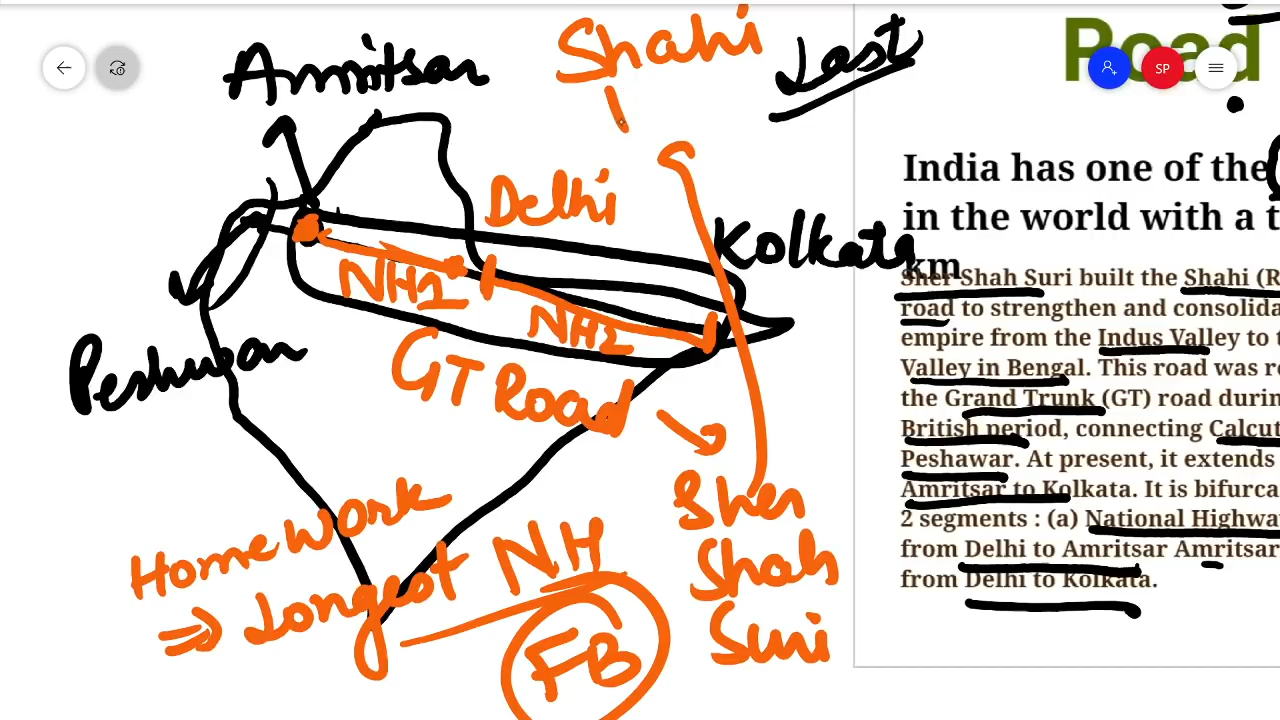 Amritsar
Shahi
Last
Delhi
Kolkata
NH1
NH2
Peshwar
GT Road
Home Work
⇒ Longest NH
FB
Sher
Shah
Suri
Road
SP
India has one of the
in the world with a t
km
Sher Shah Suri built the Shahi (R
road to strengthen and consolida
empire from the Indus Valley to t
Valley in Bengal. This road was re
the Grand Trunk (GT) road durin
British period, connecting Calcut
Peshawar. At present, it extends
Amritsar to Kolkata. It is bifurca
2 segments : (a) National Highwa
from Delhi to Amritsar Amritsar
from Delhi to Kolkata.